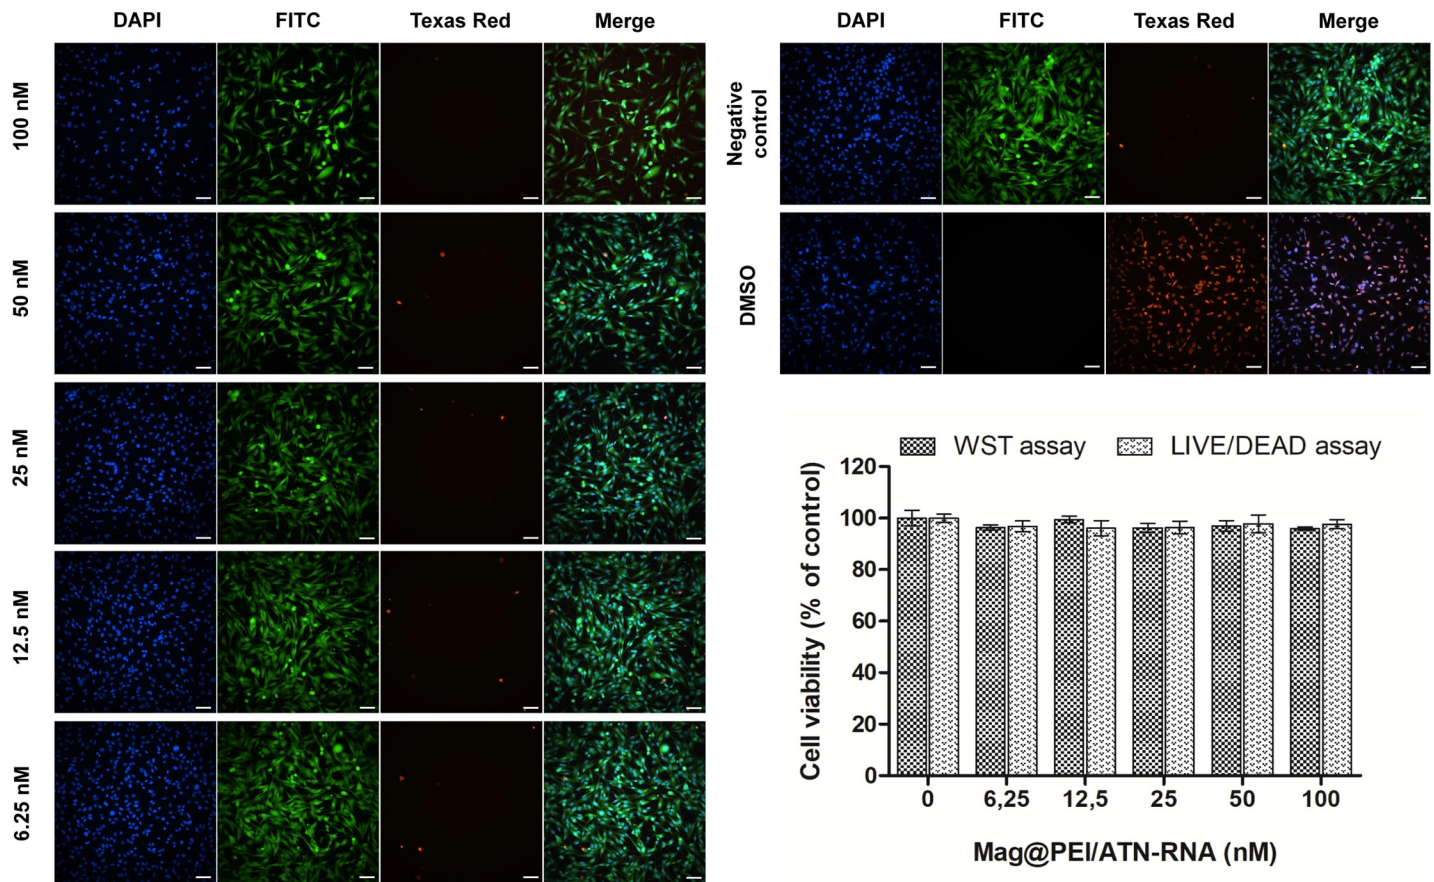 DAPI FITC Texas Red Merge
100 nM
50 nM
25 nM
12.5 nM
6.25 nM
DAPI FITC Texas Red Merge
Negative
control
DMSO
WST assay LIVE/DEAD assay
Cell viability (% of control)
120
100
80
60
40
20
0
0 6,25 12,5 25 50 100
Mag@PEI/ATN-RNA (nM)